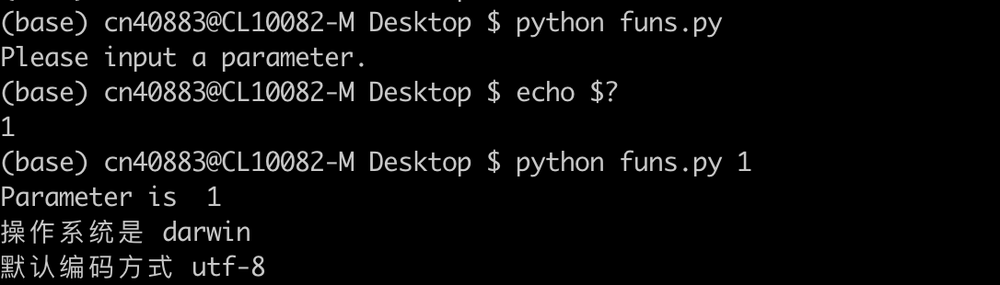 (base) cn40883@CL10082-M Desktop $ python funs.py
Please input a parameter.
(base) cn40883@CL10082-M Desktop $ echo $?
1
(base) cn40883@CL10082-M Desktop $ python funs.py 1
Parameter is  1
操作系统是 darwin
默认编码方式 utf-8